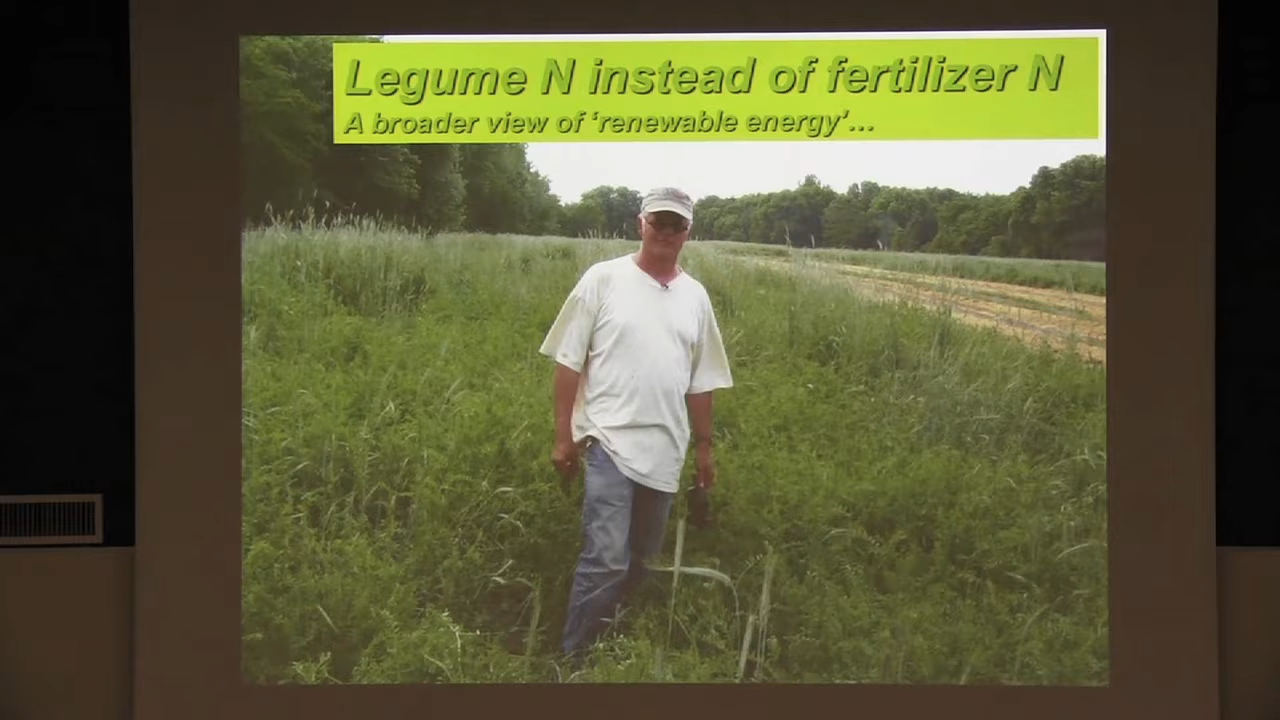 Legume N instead of fertilizer N
A broader view of ‘renewable energy’…